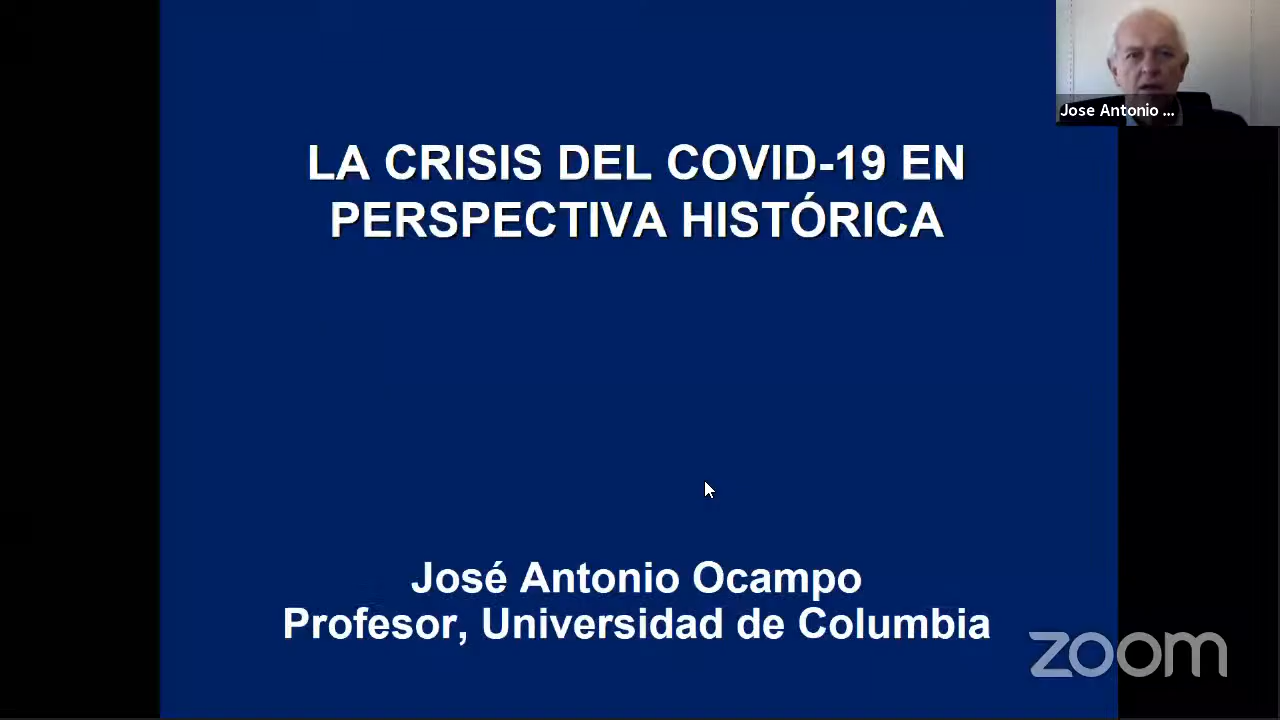 Jose Antonio ...
LA CRISIS DEL COVID-19 EN
PERSPECTIVA HISTÓRICA
José Antonio Ocampo
Profesor, Universidad de Columbia
zoom